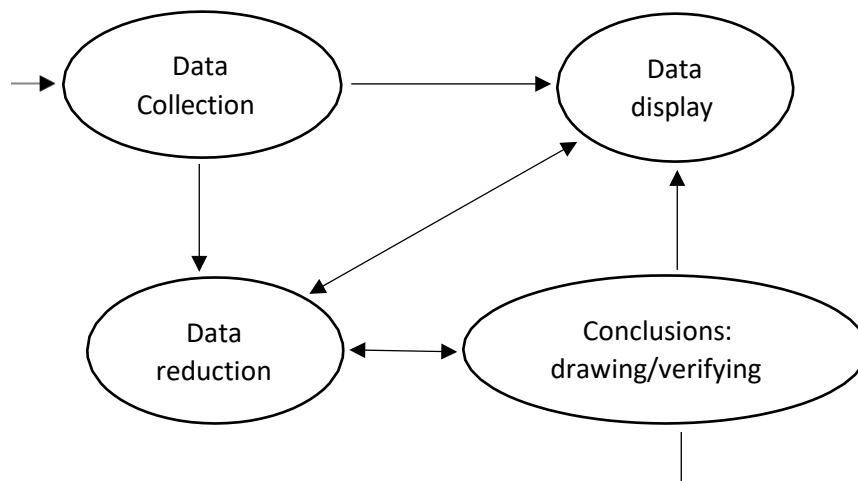 Data
Collection
Data
display
Data
reduction
Conclusions:
drawing/verifying